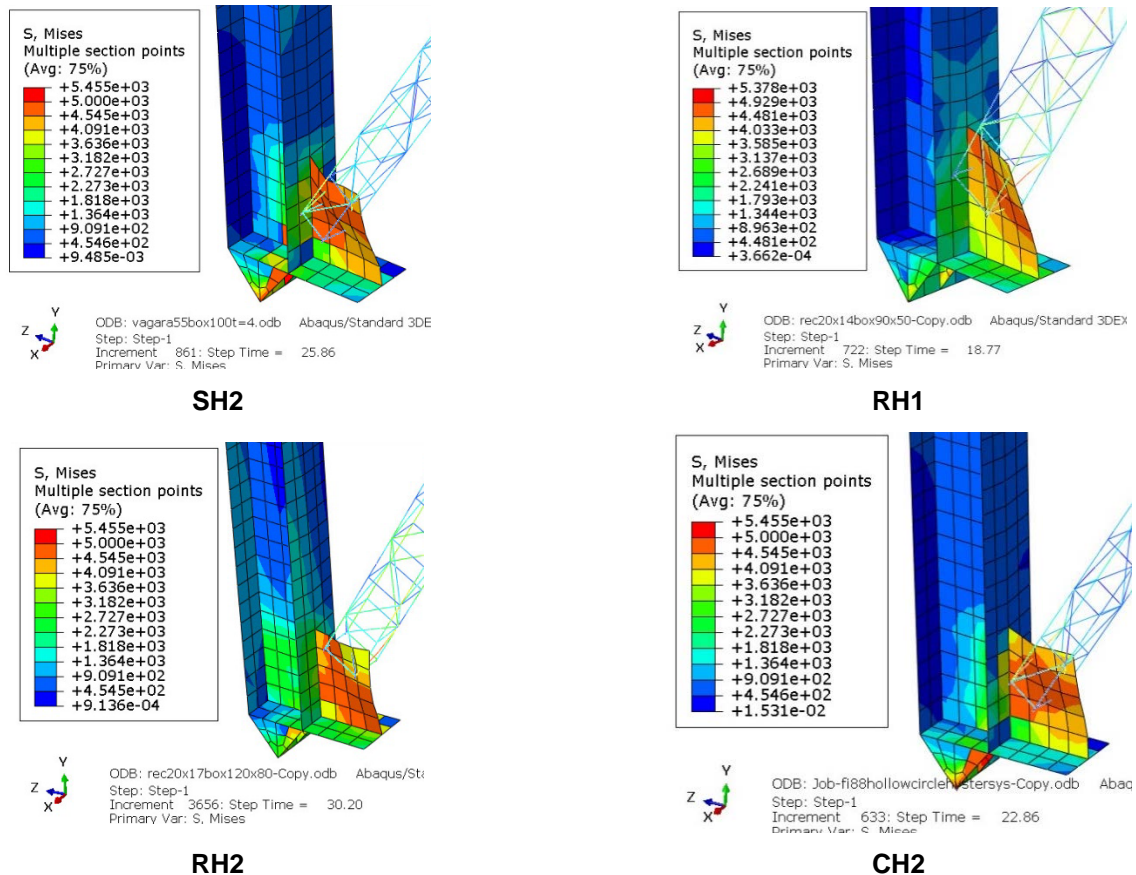 S, Mises
Multiple section points
(Avg: 75%)
+5.455e+03
+5.000e+03
+4.545e+03
+4.091e+03
+3.636e+03
+3.182e+03
+2.727e+03
+2.273e+03
+1.818e+03
+1.364e+03
+9.091e+02
+4.546e+02
+9.485e-03
Y
Z
X
ODB: vagara55box100t=4.odb Abaqus/Standard 3DE
Step: Step-1
Increment 861: Step Time = 25.86
Primary Var: S, Mises
SH2
S, Mises
Multiple section points
(Avg: 75%)
+5.378e+03
+4.929e+03
+4.481e+03
+4.033e+03
+3.585e+03
+3.137e+03
+2.689e+03
+2.241e+03
+1.793e+03
+1.344e+03
+8.963e+02
+4.481e+02
+3.662e-04
Y
Z
X
ODB: rec20x14box90x50-Copy.odb Abaqus/Standard 3DEX
Step: Step-1
Increment 722: Step Time = 18.77
Primary Var: S, Mises
RH1
S, Mises
Multiple section points
(Avg: 75%)
+5.455e+03
+5.000e+03
+4.545e+03
+4.091e+03
+3.636e+03
+3.182e+03
+2.727e+03
+2.273e+03
+1.818e+03
+1.364e+03
+9.091e+02
+4.545e+02
+9.136e-04
Y
Z
X
ODB: rec20x17box120x80-Copy.odb Abaqus/Sta
Step: Step-1
Increment 3656: Step Time = 30.20
Primary Var: S, Mises
RH2
S, Mises
Multiple section points
(Avg: 75%)
+5.455e+03
+5.000e+03
+4.545e+03
+4.091e+03
+3.636e+03
+3.182e+03
+2.727e+03
+2.273e+03
+1.818e+03
+1.364e+03
+9.091e+02
+4.546e+02
+1.531e-02
Y
Z
X
ODB: Stersys-Copy.odb Abaq
Step: Step-1
Increment 633: Step Time = 22.86
Primary Var: S, Mises
CH2